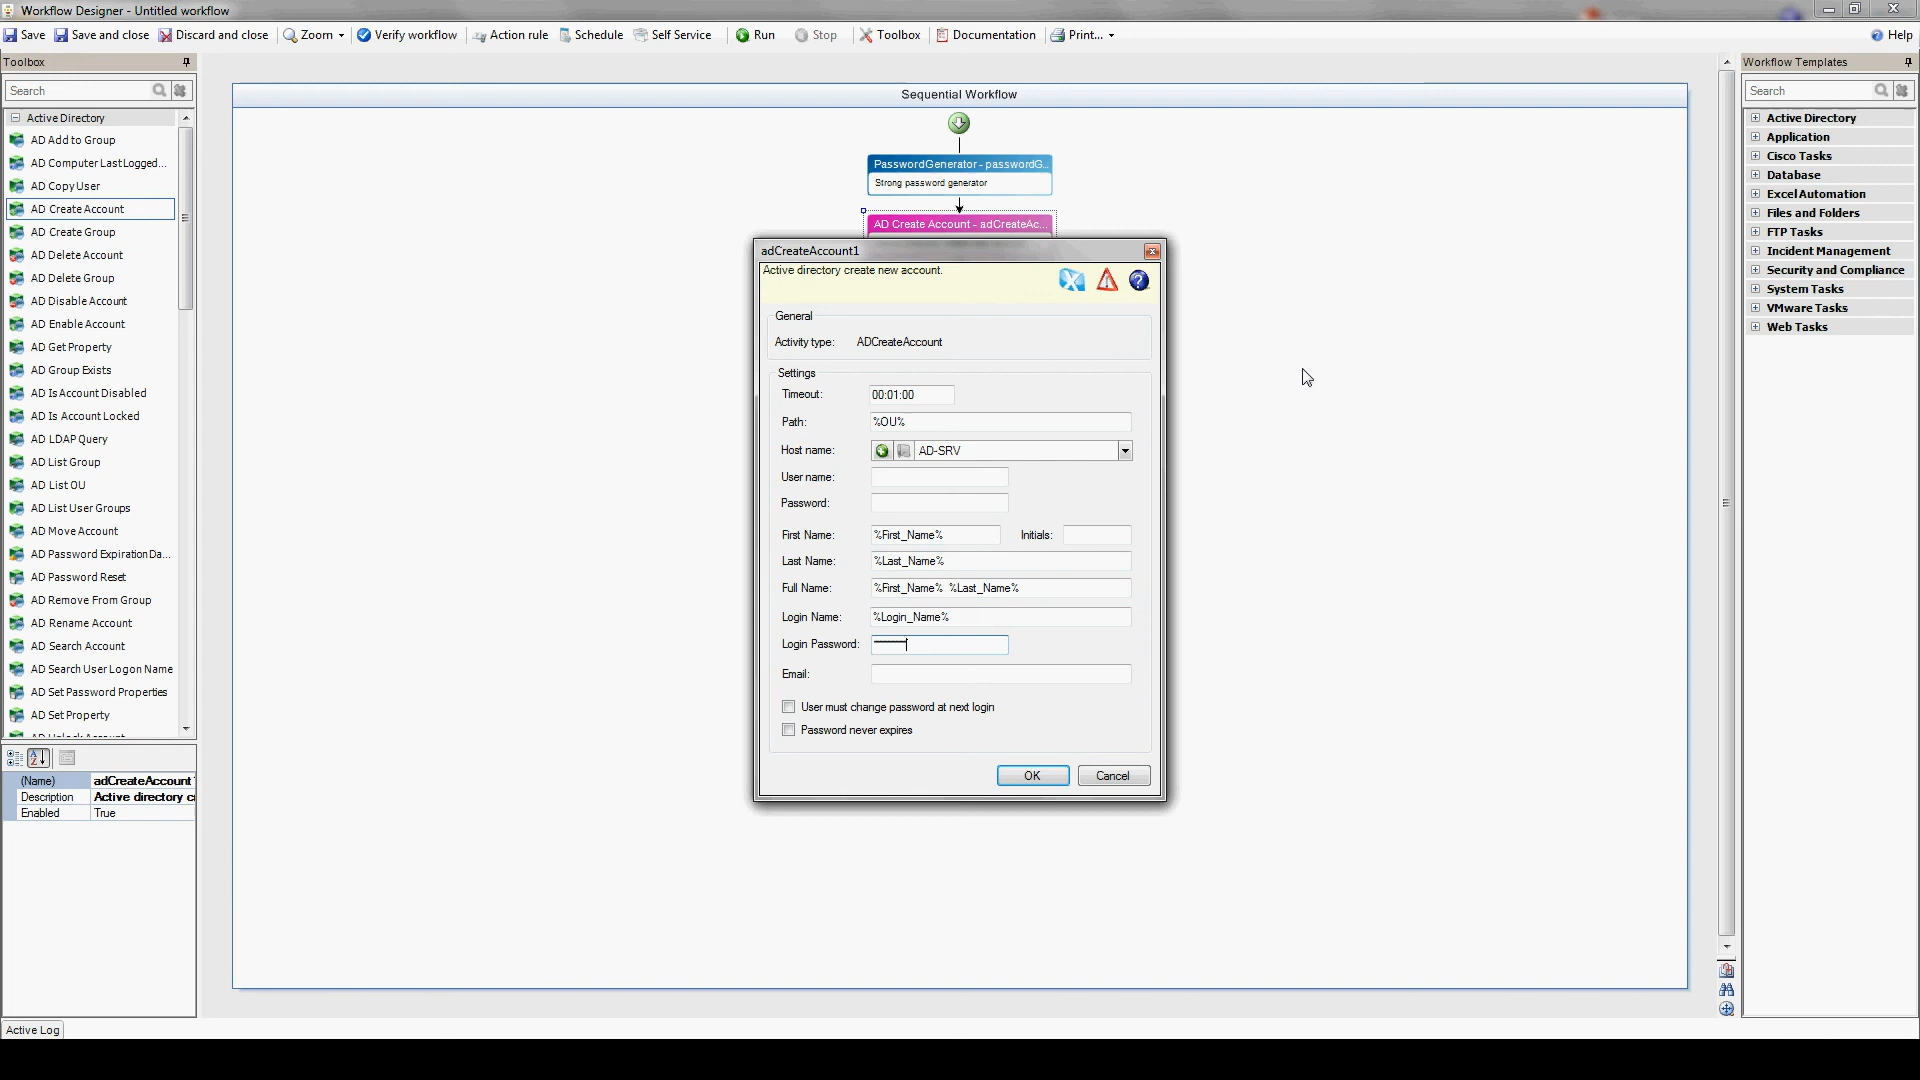 Workflow Designer - Untitled workflow
Save Save and close Discard and close Zoom Verify workflow Action rule Schedule Self Service Run Stop Toolbox Documentation Print... Help
Toolbox
Search
Active Directory
AD Add to Group
AD Computer LastLogged...
AD Copy User
AD Create Account
AD Create Group
AD Delete Account
AD Delete Group
AD Disable Account
AD Enable Account
AD Get Property
AD Group Exists
AD Is Account Disabled
AD Is Account Locked
AD LDAP Query
AD List Group
AD List OU
AD List User Groups
AD Move Account
AD Password Expiration Da...
AD Password Reset
AD Remove From Group
AD Rename Account
AD Search Account
AD Search User Logon Name
AD Set Password Properties
AD Set Property
(Name) adCreateAccount
Description Active directory c
Enabled True
Active Log
Sequential Workflow
PasswordGenerator - passwordG...
Strong password generator
AD Create Account - adCreateAc...
adCreateAccount1
Active directory create new account.
General
Activity type: ADCreateAccount
Settings
Timeout: 00:01:00
Path: %OU%
Host name: AD-SRV
User name:
Password:
First Name: %First_Name% Initials:
Last Name: %Last_Name%
Full Name: %First_Name% %Last_Name%
Login Name: %Login_Name%
Login Password:
Email:
User must change password at next login
Password never expires
OK Cancel
Workflow Templates
Search
Active Directory
Application
Cisco Tasks
Database
Excel Automation
Files and Folders
FTP Tasks
Incident Management
Security and Compliance
System Tasks
VMware Tasks
Web Tasks